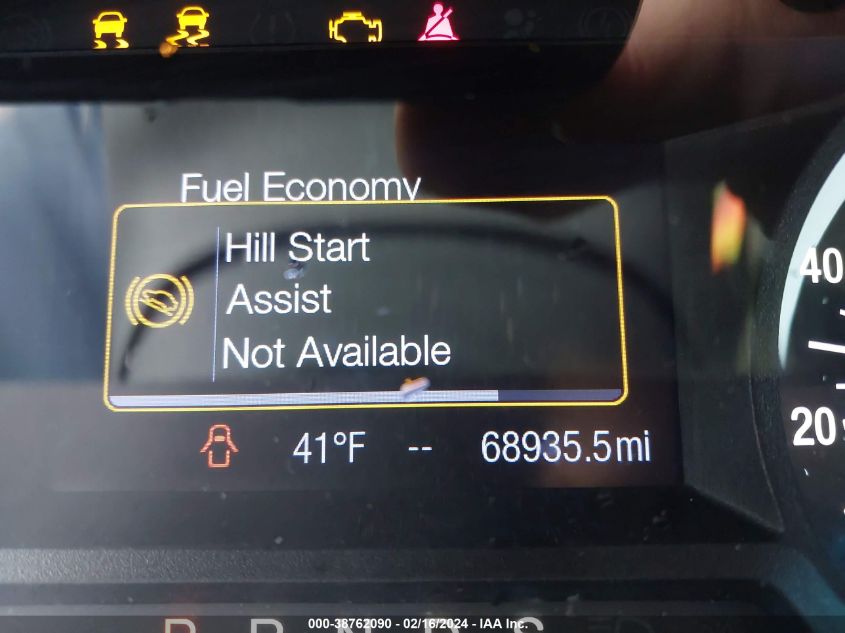 Fuel Economy
Hill Start
Assist
Not Available
41°F -- 68935.5mi
40
20
P R N D S
000-38762090 - 02/16/2024 - IAA Inc.